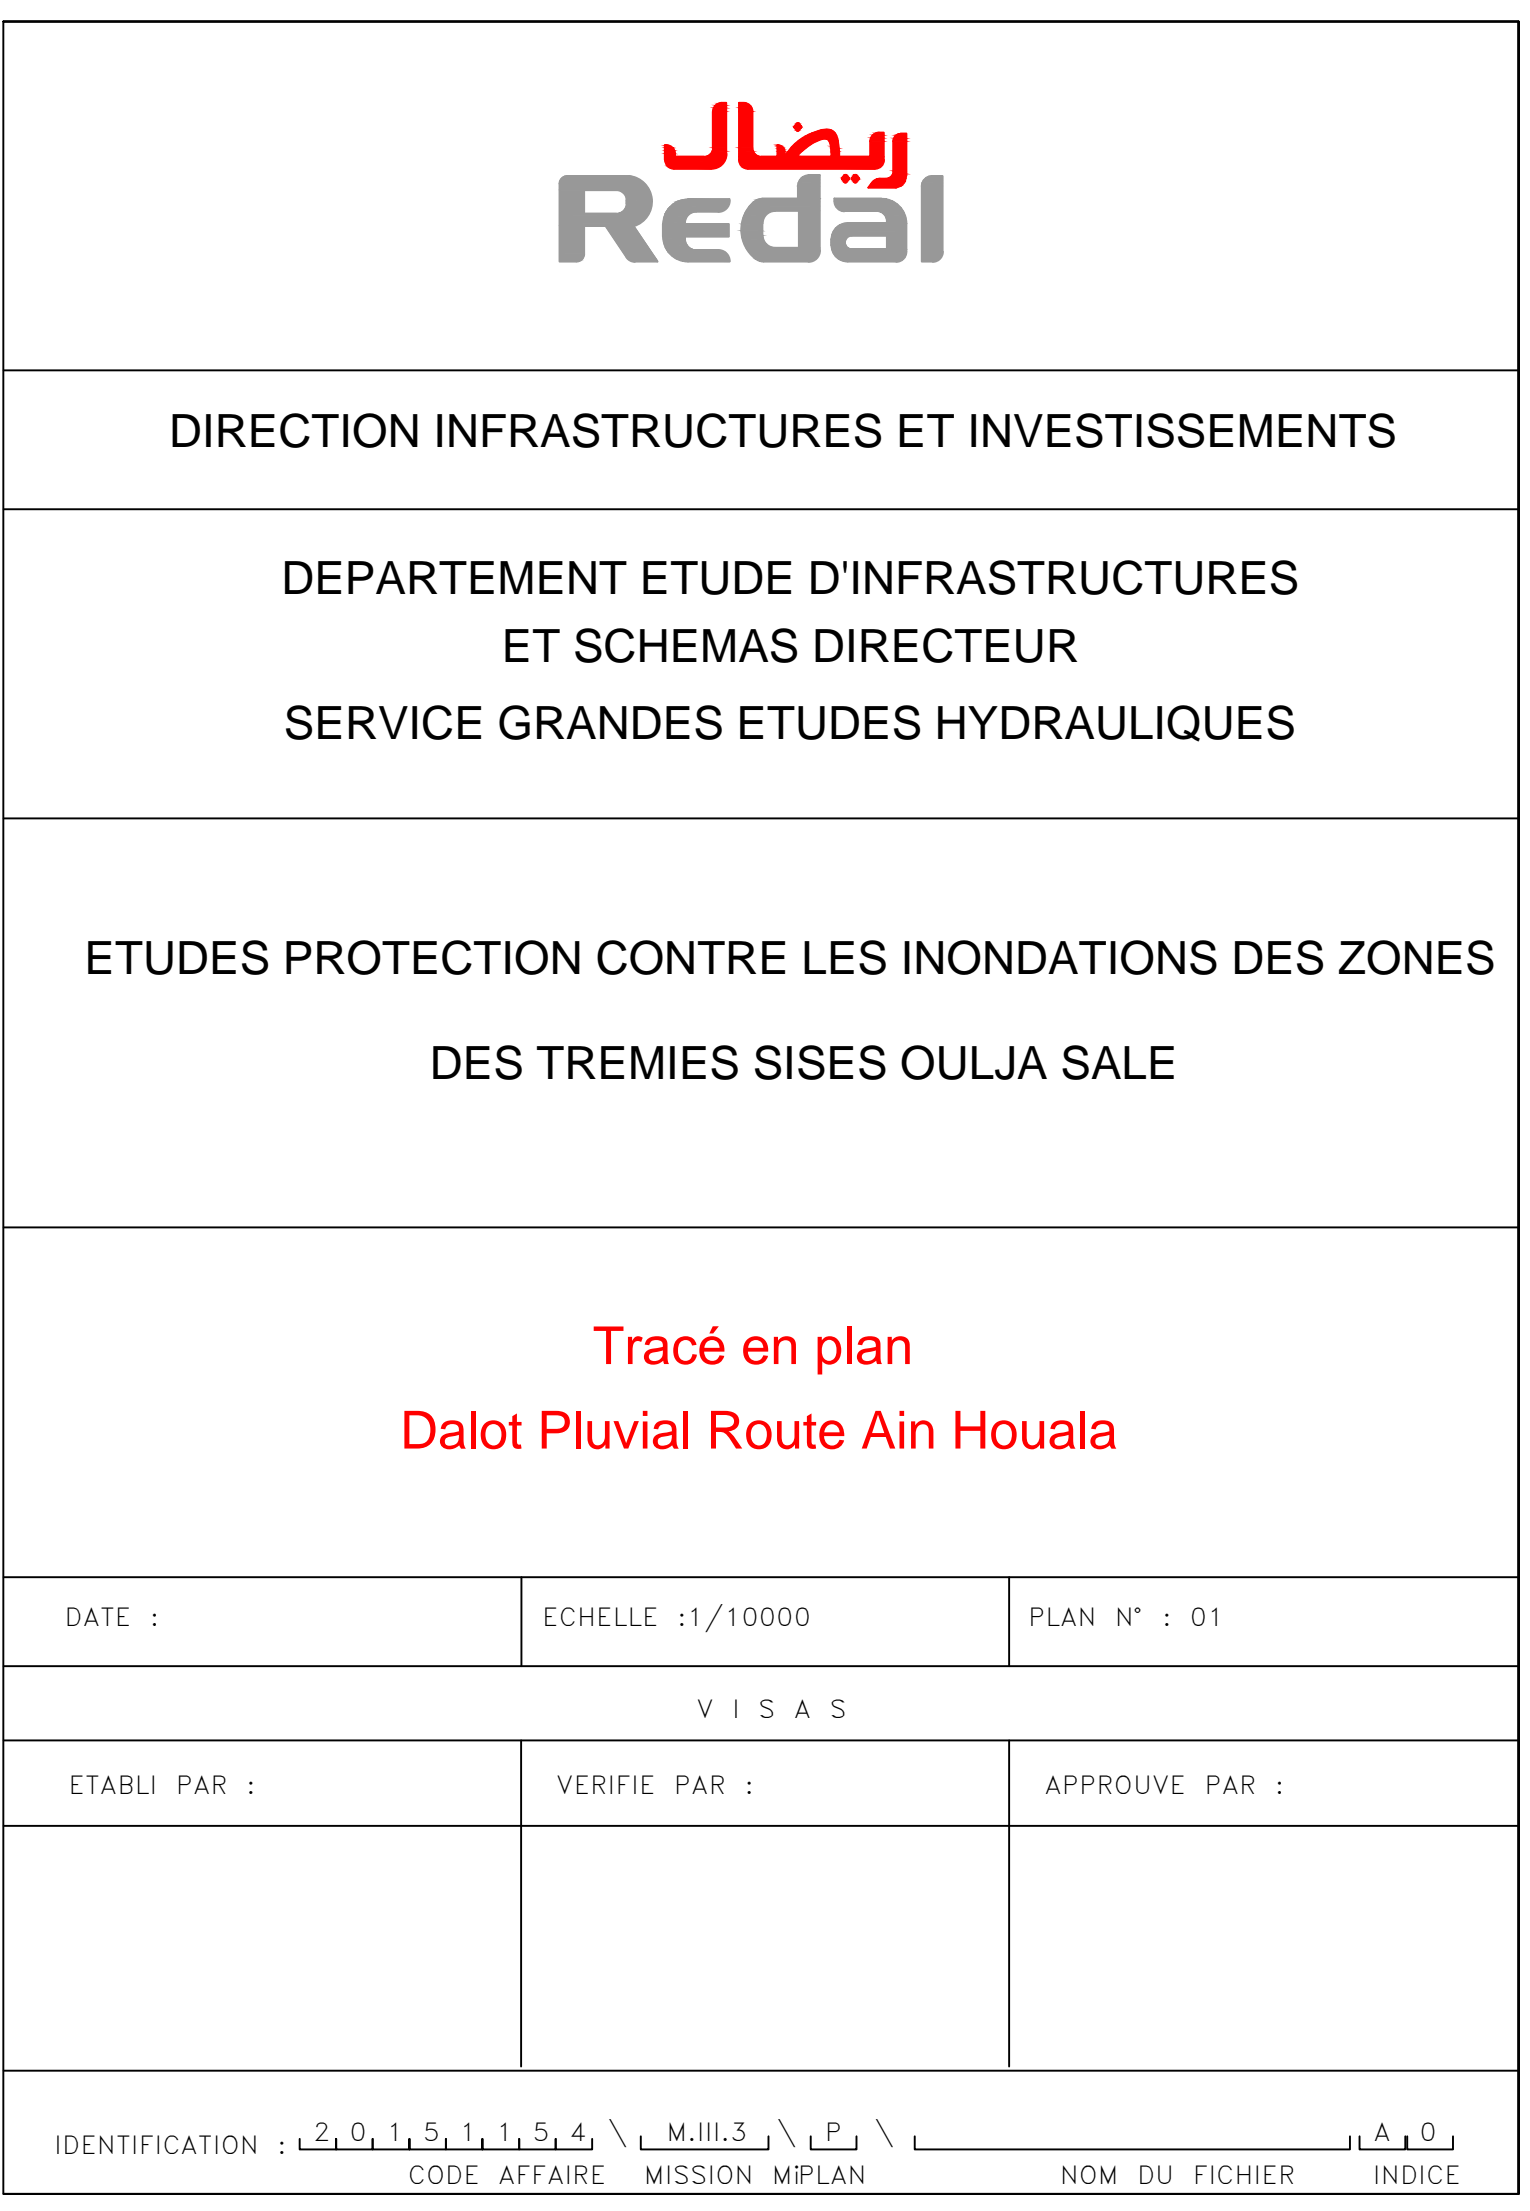 ريضال
Redal
DIRECTION INFRASTRUCTURES ET INVESTISSEMENTS
DEPARTEMENT ETUDE D'INFRASTRUCTURES
ET SCHEMAS DIRECTEUR
SERVICE GRANDES ETUDES HYDRAULIQUES
ETUDES PROTECTION CONTRE LES INONDATIONS DES ZONES
DES TREMIES SISES OULJA SALE
Tracé en plan
Dalot Pluvial Route Ain Houala
DATE : ECHELLE :1/10000 PLAN N° : 01
V I S A S
ETABLI PAR : VERIFIE PAR : APPROUVE PAR :
IDENTIFICATION : 2 0 1 5 1 1 5 4 \ M.III.3 \ P \ A 0
CODE AFFAIRE MISSION MiPLAN NOM DU FICHIER INDICE